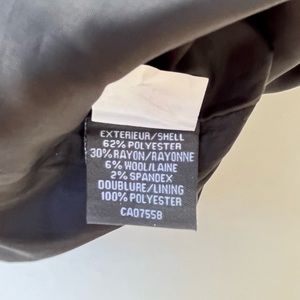 EXTERIEUR/SHELL
62% POLYESTER
30% RAYON/RAYONNE
6% WOOL/LAINE
2% SPANDEX
DOUBLURE/LINING
100% POLYESTER
CA07558